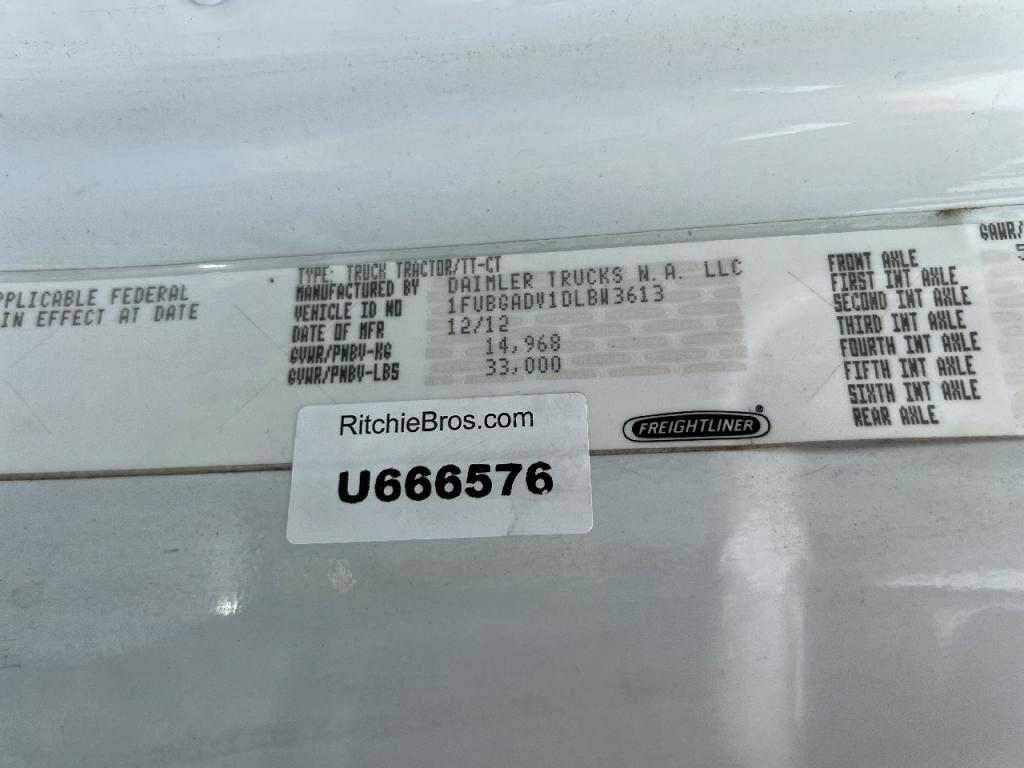 APPLICABLE FEDERAL
IN EFFECT AT DATE
TYPE: TRUCK TRACTOR/TT-CT
MANUFACTURED BY DAIMLER TRUCKS N.A. LLC
VEHICLE ID NO 1FUBGADV1DLBW3613
DATE OF MFR 12/12
GVWR/PNBV-KG 14,968
GVWR/PNBV-LBS 33,000
FRONT AXLE
FIRST INT AXLE
SECOND INT AXLE
THIRD INT AXLE
FOURTH INT AXLE
FIFTH INT AXLE
SIXTH INT AXLE
REAR AXLE
GAWR/
5
FREIGHTLINER®
RitchieBros.com
U666576